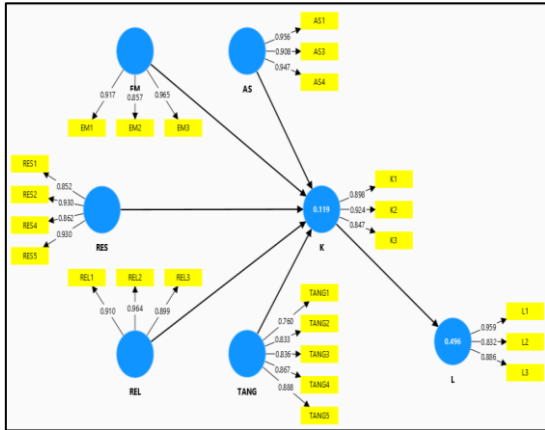 AS1
0.956
0.908
AS3
0.947
AS4
EM
AS
0.917
0.857
0.965
EM1
EM2
EM3
RES1
0.852
RES2
0.930
RES4
0.862
RES5
0.930
RES
K1
0.898
0.119
0.924
K2
0.847
K
K3
REL1
REL2
REL3
0.910
0.964
0.899
REL
TANG1
0.760
TANG2
0.833
0.836
TANG3
0.867
TANG4
0.888
TANG5
TANG
L1
0.959
0.496
0.832
L2
0.886
L3
L